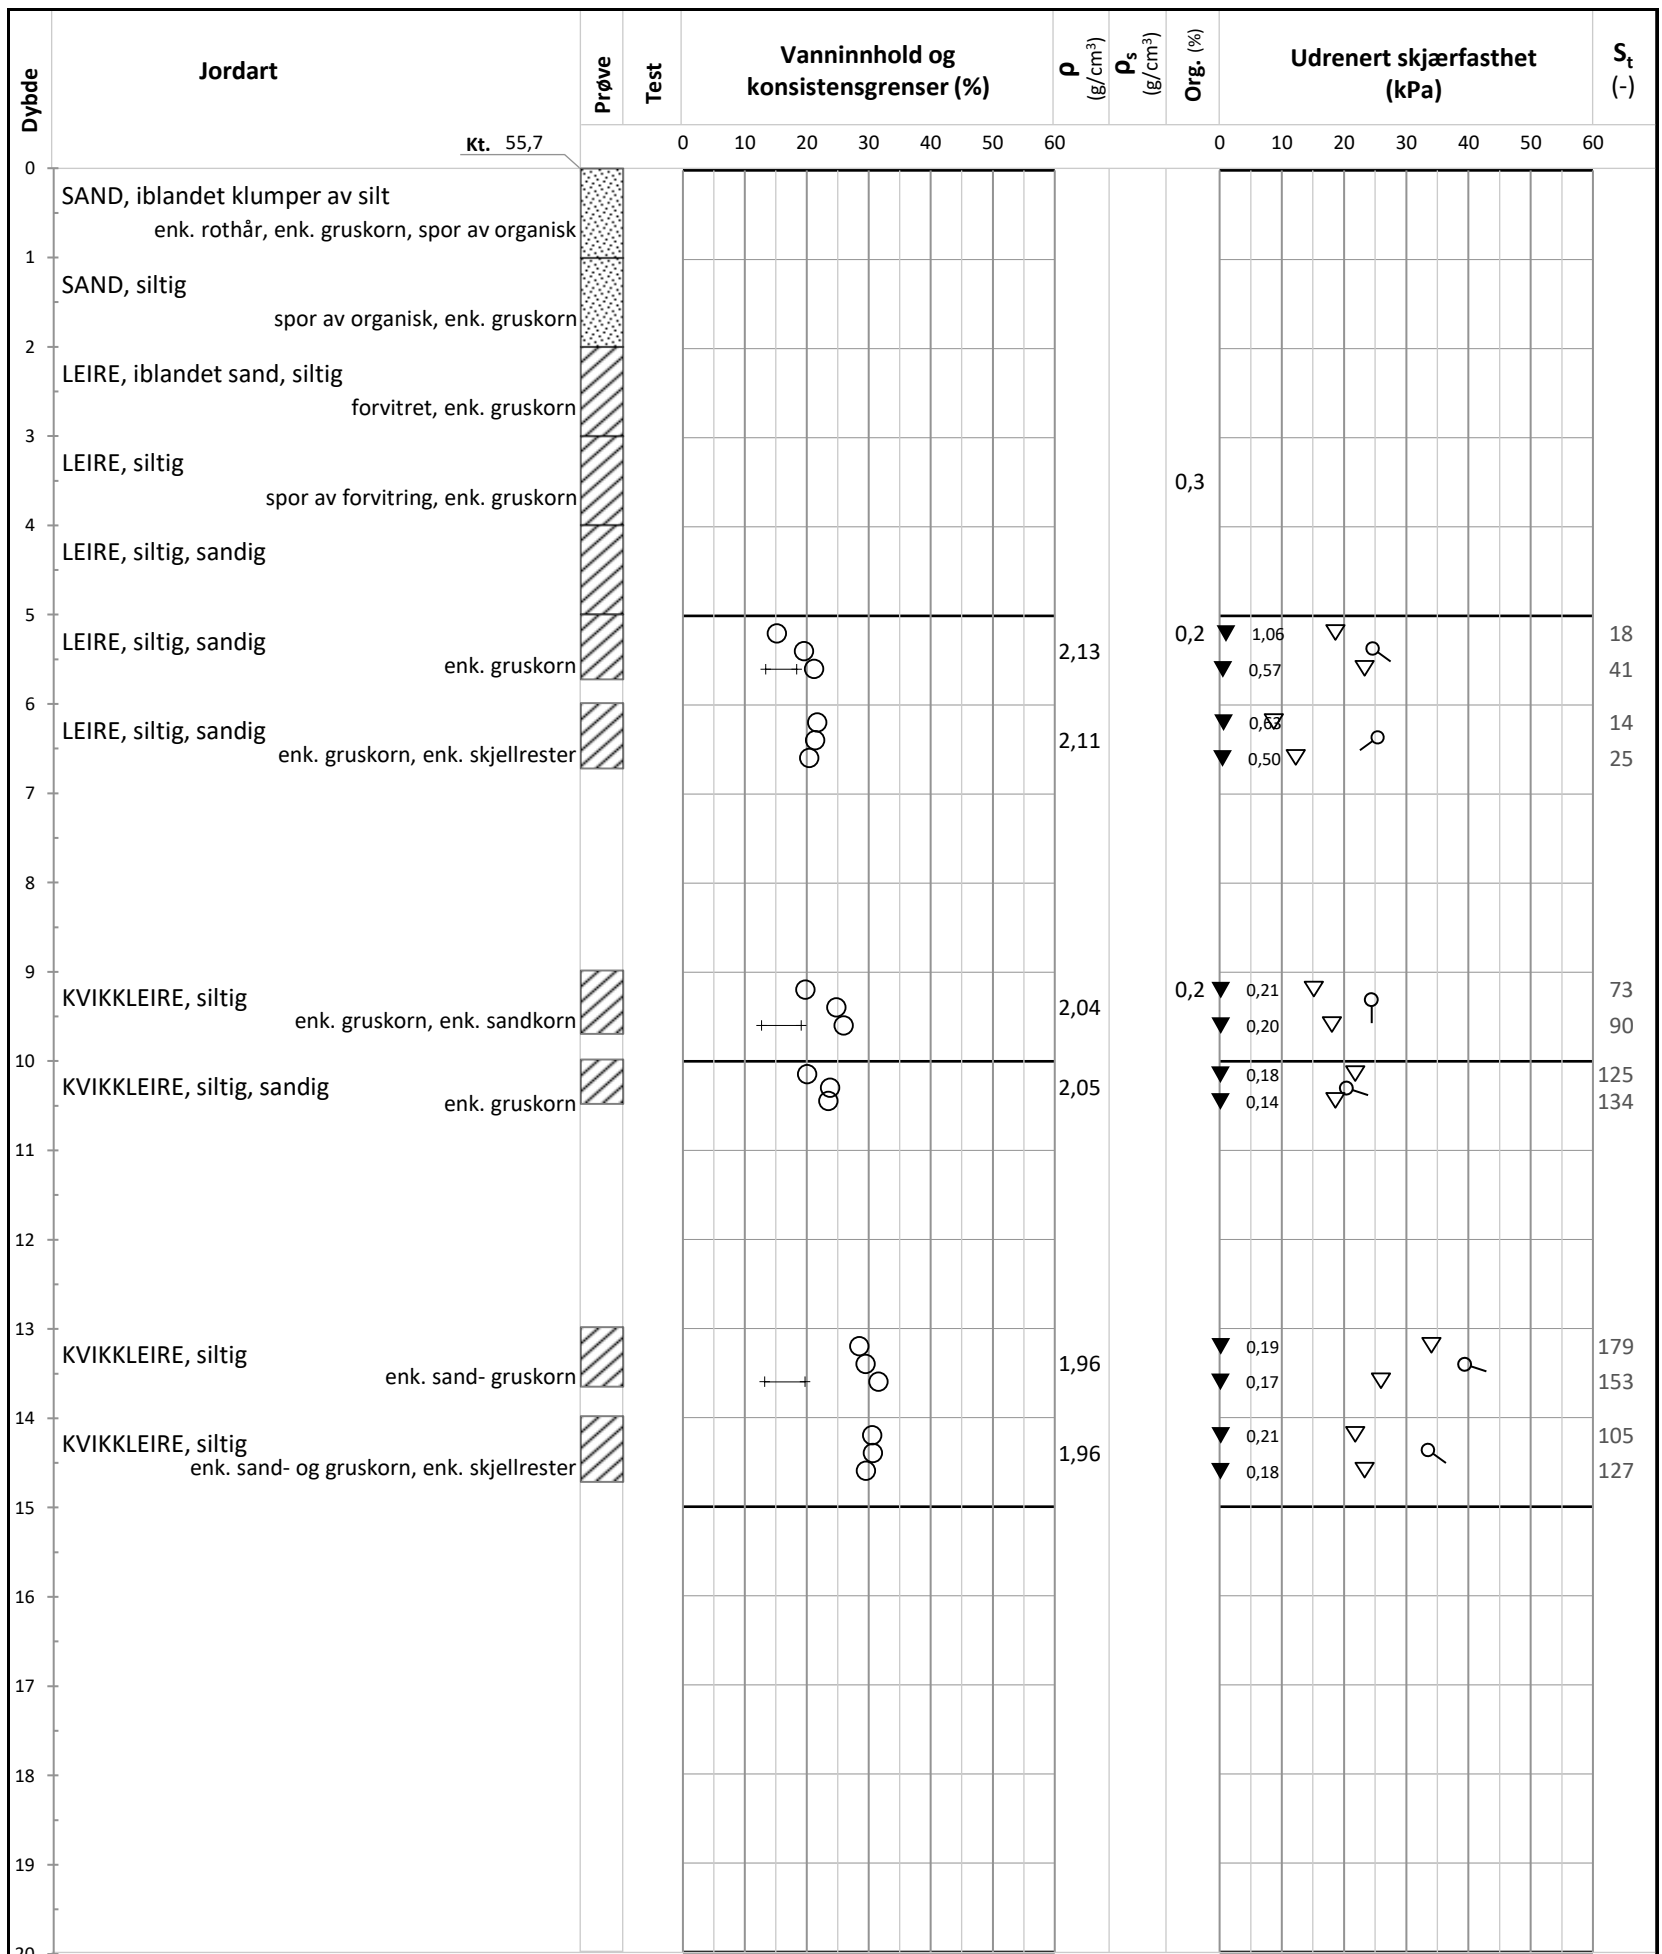 Dybde
Jordart
Prøve
Test
Vanninnhold og
konsistensgrenser (%)
ρ
(g/cm³)
ρs
(g/cm³)
Org. (%)
Udrenert skjærfasthet
(kPa)
St
(-)
Kt. 55,7
0 10 20 30 40 50 60
0 10 20 30 40 50 60
0
SAND, iblandet klumper av silt
enk. rothår, enk. gruskorn, spor av organisk
1
SAND, siltig
spor av organisk, enk. gruskorn
2
LEIRE, iblandet sand, siltig
forvitret, enk. gruskorn
3
LEIRE, siltig
0,3
spor av forvitring, enk. gruskorn
4
LEIRE, siltig, sandig
5
LEIRE, siltig, sandig 0,2 1,06 18
2,13
enk. gruskorn 0,57 41
6
LEIRE, siltig, sandig 0,63 14
2,11
enk. gruskorn, enk. skjellrester 0,50 25
7
8
9
KVIKKLEIRE, siltig 0,2 0,21 73
2,04
enk. gruskorn, enk. sandkorn 0,20 90
10
KVIKKLEIRE, siltig, sandig 2,05 0,18 125
enk. gruskorn 0,14 134
11
12
13
KVIKKLEIRE, siltig 0,19 179
1,96
enk. sand- gruskorn 0,17 153
14
KVIKKLEIRE, siltig 0,21 105
1,96
enk. sand- og gruskorn, enk. skjellrester 0,18 127
15
16
17
18
19
20